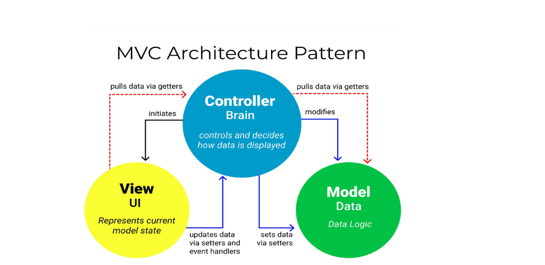 MVC Architecture Pattern
pulls data via getters
pulls data via getters
Controller
Brain
controls and decides
how data is displayed
initiates
modifies
View
UI
Represents current
model state
Model
Data
Data Logic
updates data
via setters and
event handlers
sets data
via setters